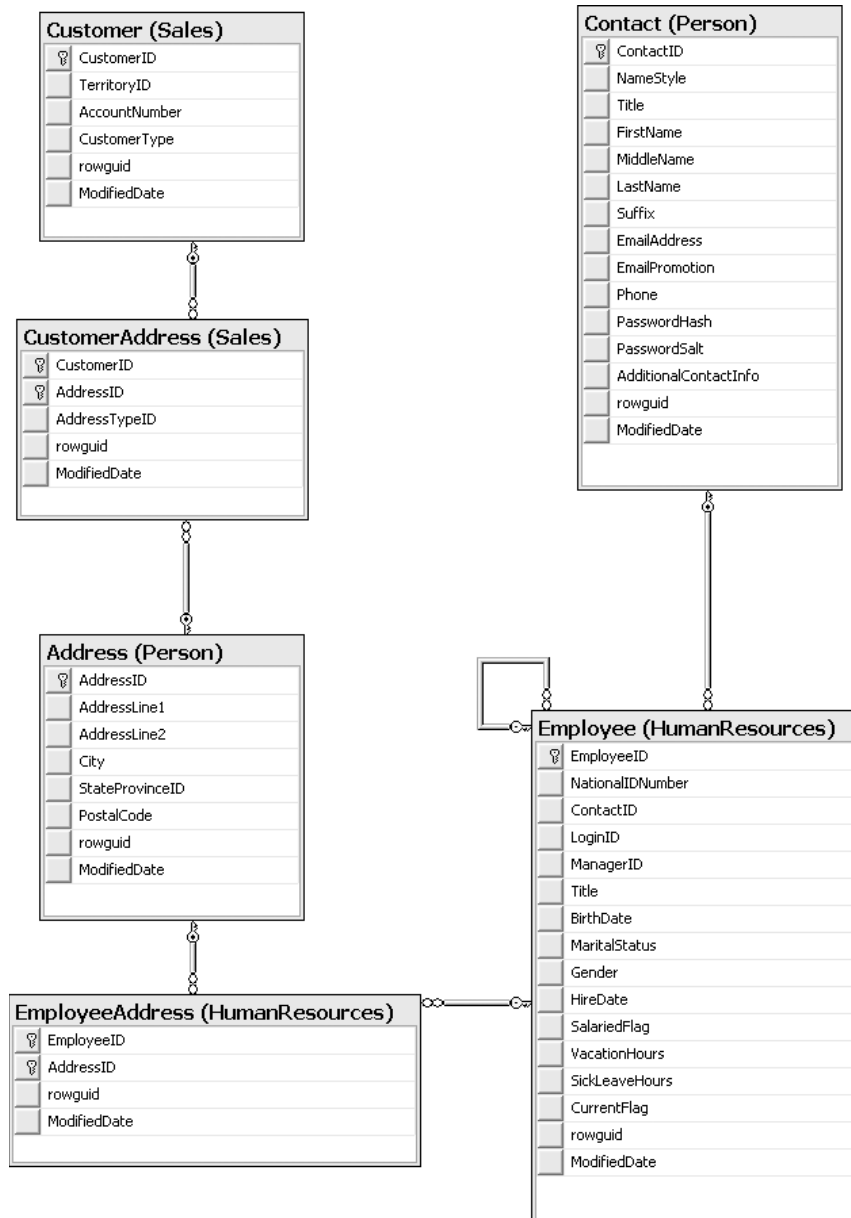 Customer (Sales)
CustomerID
TerritoryID
AccountNumber
CustomerType
rowguid
ModifiedDate
CustomerAddress (Sales)
CustomerID
AddressID
AddressTypeID
rowguid
ModifiedDate
Address (Person)
AddressID
AddressLine1
AddressLine2
City
StateProvinceID
PostalCode
rowguid
ModifiedDate
EmployeeAddress (HumanResources)
EmployeeID
AddressID
rowguid
ModifiedDate
Contact (Person)
ContactID
NameStyle
Title
FirstName
MiddleName
LastName
Suffix
EmailAddress
EmailPromotion
Phone
PasswordHash
PasswordSalt
AdditionalContactInfo
rowguid
ModifiedDate
Employee (HumanResources)
EmployeeID
NationalIDNumber
ContactID
LoginID
ManagerID
Title
BirthDate
MaritalStatus
Gender
HireDate
SalariedFlag
VacationHours
SickLeaveHours
CurrentFlag
rowguid
ModifiedDate